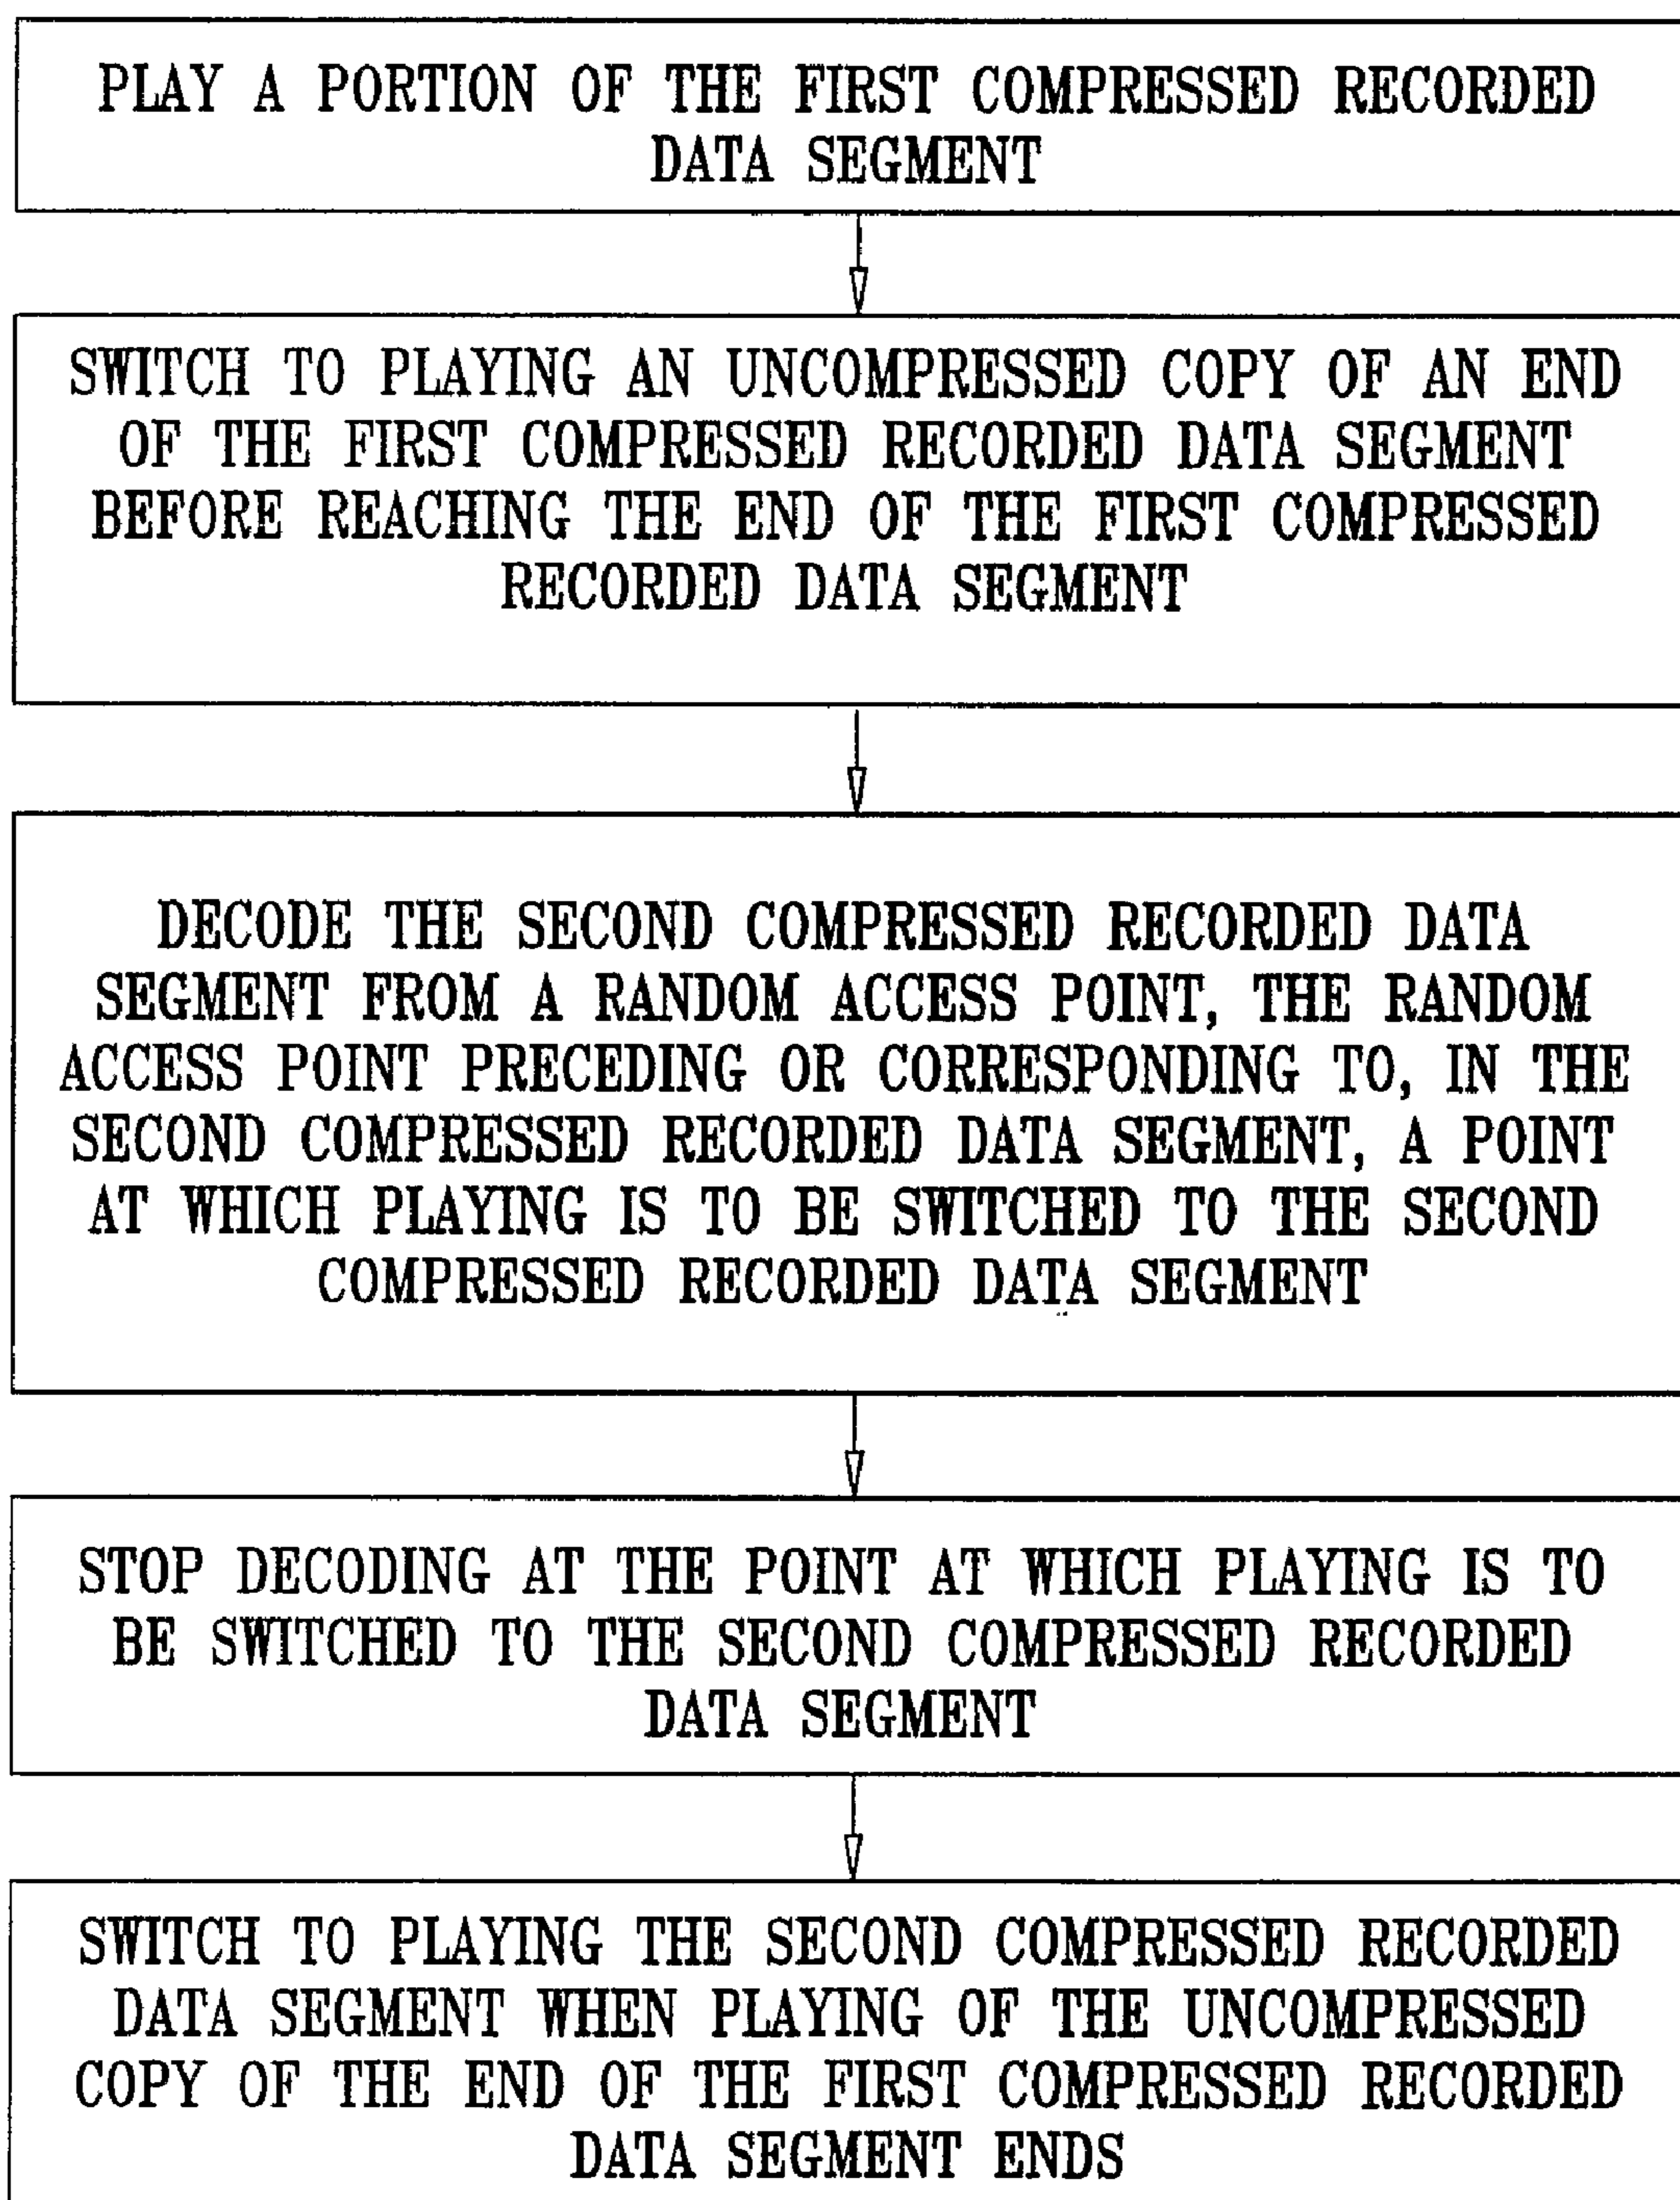 PLAY A PORTION OF THE FIRST COMPRESSED RECORDED
DATA SEGMENT
SWITCH TO PLAYING AN UNCOMPRESSED COPY OF AN END
OF THE FIRST COMPRESSED RECORDED DATA SEGMENT
BEFORE REACHING THE END OF THE FIRST COMPRESSED
RECORDED DATA SEGMENT
DECODE THE SECOND COMPRESSED RECORDED DATA
SEGMENT FROM A RANDOM ACCESS POINT, THE RANDOM
ACCESS POINT PRECEDING OR CORRESPONDING TO, IN THE
SECOND COMPRESSED RECORDED DATA SEGMENT, A POINT
AT WHICH PLAYING IS TO BE SWITCHED TO THE SECOND
COMPRESSED RECORDED DATA SEGMENT
STOP DECODING AT THE POINT AT WHICH PLAYING IS TO
BE SWITCHED TO THE SECOND COMPRESSED RECORDED
DATA SEGMENT
SWITCH TO PLAYING THE SECOND COMPRESSED RECORDED
DATA SEGMENT WHEN PLAYING OF THE UNCOMPRESSED
COPY OF THE END OF THE FIRST COMPRESSED RECORDED
DATA SEGMENT ENDS